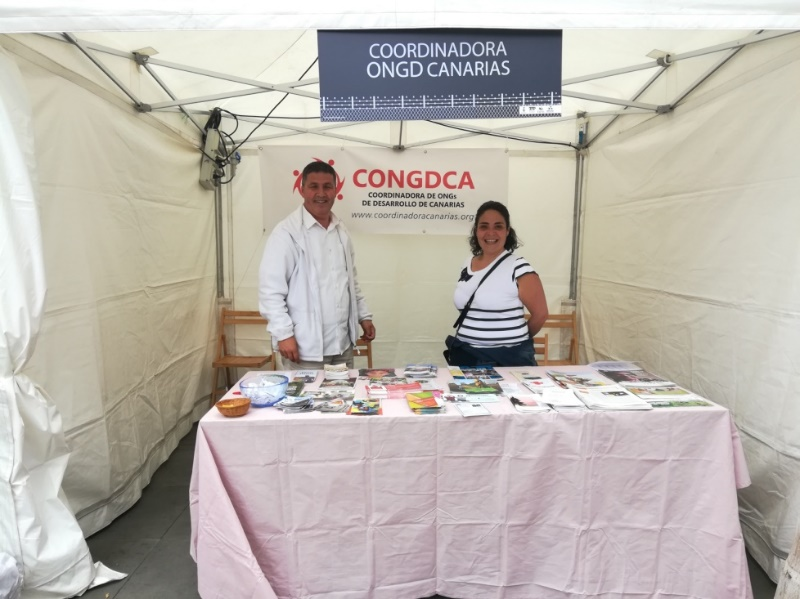 COORDINADORA
ONGD CANARIAS
CONGDCA
COORDINADORA DE ONGs
DE DESARROLLO DE CANARIAS
www.coordinadoracanarias.org